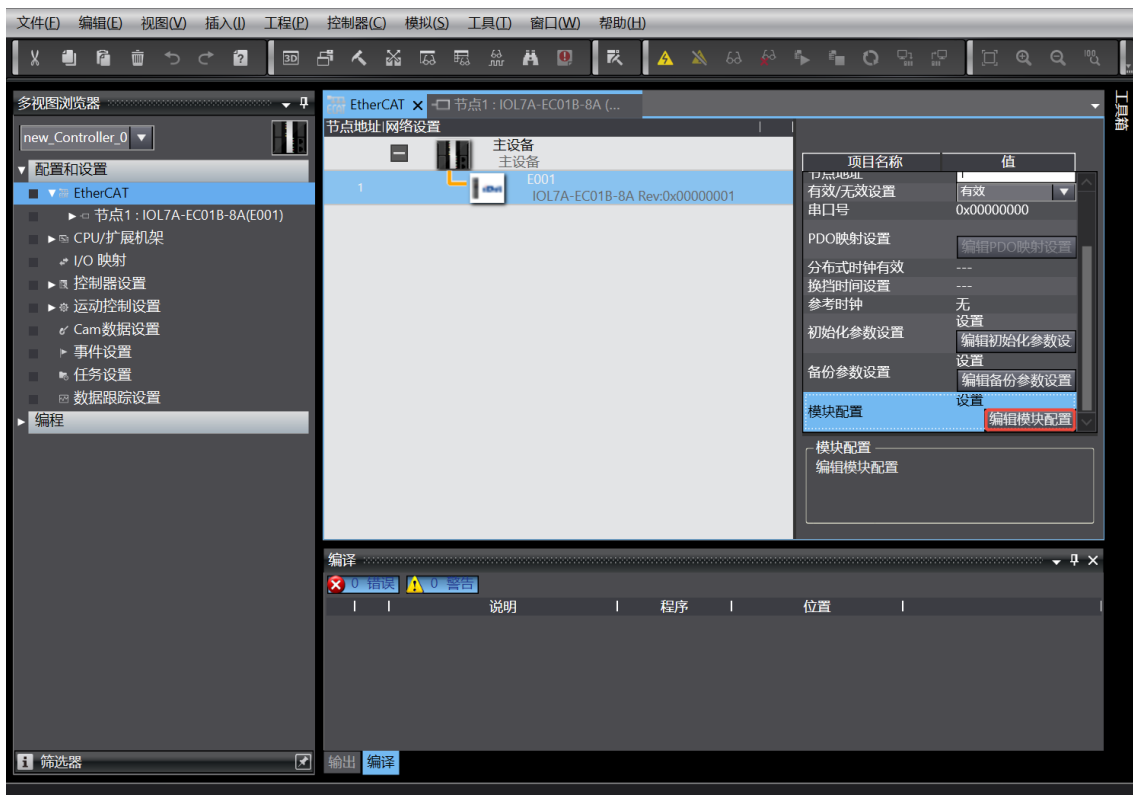 文件(F) 编辑(E) 视图(V) 插入(I) 工程(P) 控制器(C) 模拟(S) 工具(T) 窗口(W) 帮助(H)
多视图浏览器
new_Controller_0
配置和设置
EtherCAT
节点1 : IOL7A-EC01B-8A(E001)
CPU/扩展机架
I/O 映射
控制器设置
运动控制设置
Cam数据设置
事件设置
任务设置
数据跟踪设置
编程
筛选器
EtherCAT 节点1 : IOL7A-EC01B-8A (...
节点地址 网络设置
主设备
主设备
1
E001
IOL7A-EC01B-8A Rev:0x00000001
项目名称 值
节点地址 1
有效/无效设置 有效
串口号 0x00000000
PDO映射设置 编辑PDO映射设置
分布式时钟有效 ---
换挡时间设置 ---
参考时钟 无
初始化参数设置 设置
编辑初始化参数设
备份参数设置 设置
编辑备份参数设置
模块配置 设置
编辑模块配置
模块配置
编辑模块配置
工具箱
编译
0 错误 0 警告
说明 程序 位置
输出 编译